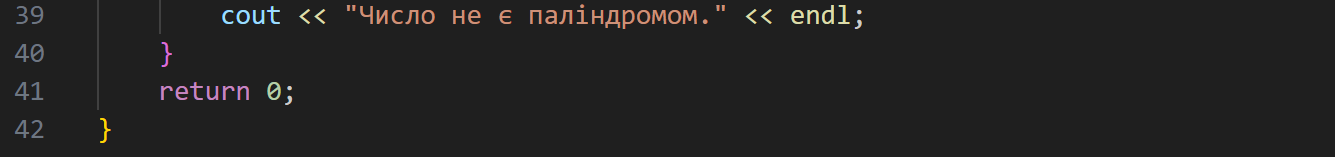 39 cout << "Число не є паліндромом." << endl;
40 }
41 return 0;
42 }